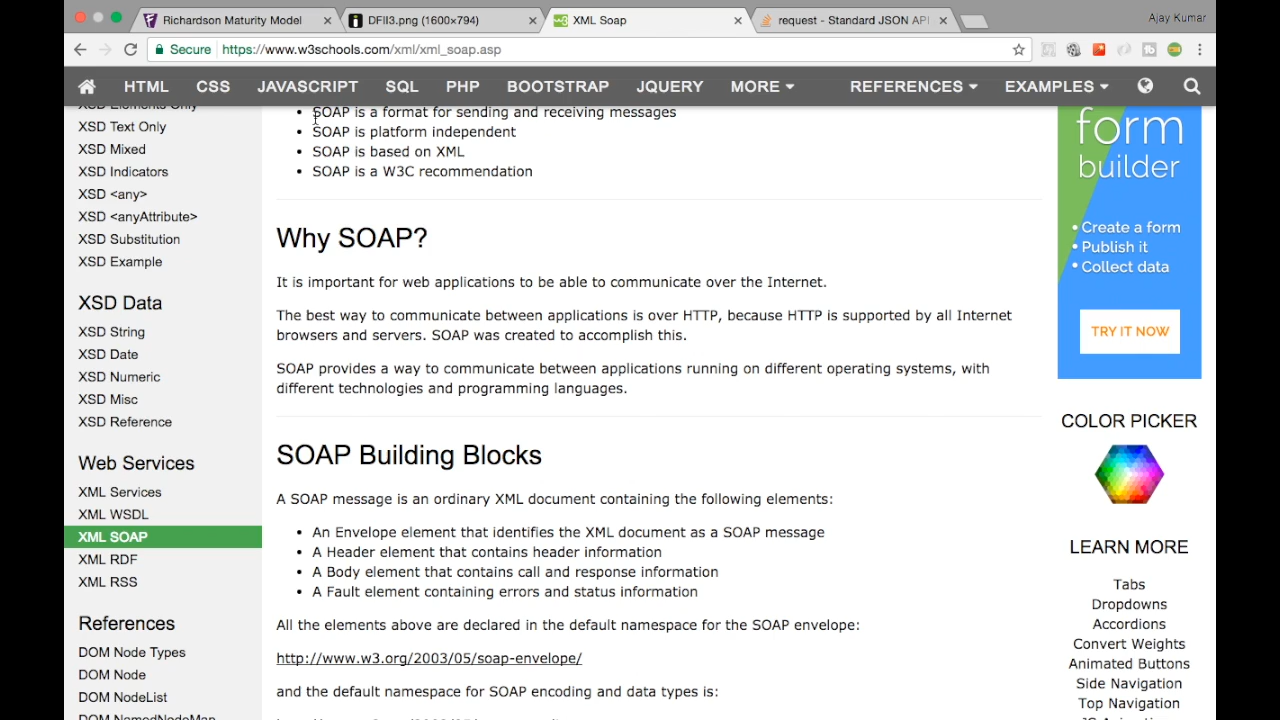 Richardson Maturity Model
DFII3.png (1600×794)
XML Soap
request - Standard JSON API
Ajay Kumar
Secure
https://www.w3schools.com/xml/xml_soap.asp
HTML
CSS
JAVASCRIPT
SQL
PHP
BOOTSTRAP
JQUERY
MORE
REFERENCES
EXAMPLES
XSD Elements Only
XSD Text Only
XSD Mixed
XSD Indicators
XSD <any>
XSD <anyAttribute>
XSD Substitution
XSD Example
XSD Data
XSD String
XSD Date
XSD Numeric
XSD Misc
XSD Reference
Web Services
XML Services
XML WSDL
XML SOAP
XML RDF
XML RSS
References
DOM Node Types
DOM Node
DOM NodeList
DOM NamedNodeMap
• SOAP is a format for sending and receiving messages
• SOAP is platform independent
• SOAP is based on XML
• SOAP is a W3C recommendation
Why SOAP?
It is important for web applications to be able to communicate over the Internet.
The best way to communicate between applications is over HTTP, because HTTP is supported by all Internet
browsers and servers. SOAP was created to accomplish this.
SOAP provides a way to communicate between applications running on different operating systems, with
different technologies and programming languages.
SOAP Building Blocks
A SOAP message is an ordinary XML document containing the following elements:
• An Envelope element that identifies the XML document as a SOAP message
• A Header element that contains header information
• A Body element that contains call and response information
• A Fault element containing errors and status information
All the elements above are declared in the default namespace for the SOAP envelope:
http://www.w3.org/2003/05/soap-envelope/
and the default namespace for SOAP encoding and data types is:
form
builder
• Create a form
• Publish it
• Collect data
TRY IT NOW
COLOR PICKER
LEARN MORE
Tabs
Dropdowns
Accordions
Convert Weights
Animated Buttons
Side Navigation
Top Navigation